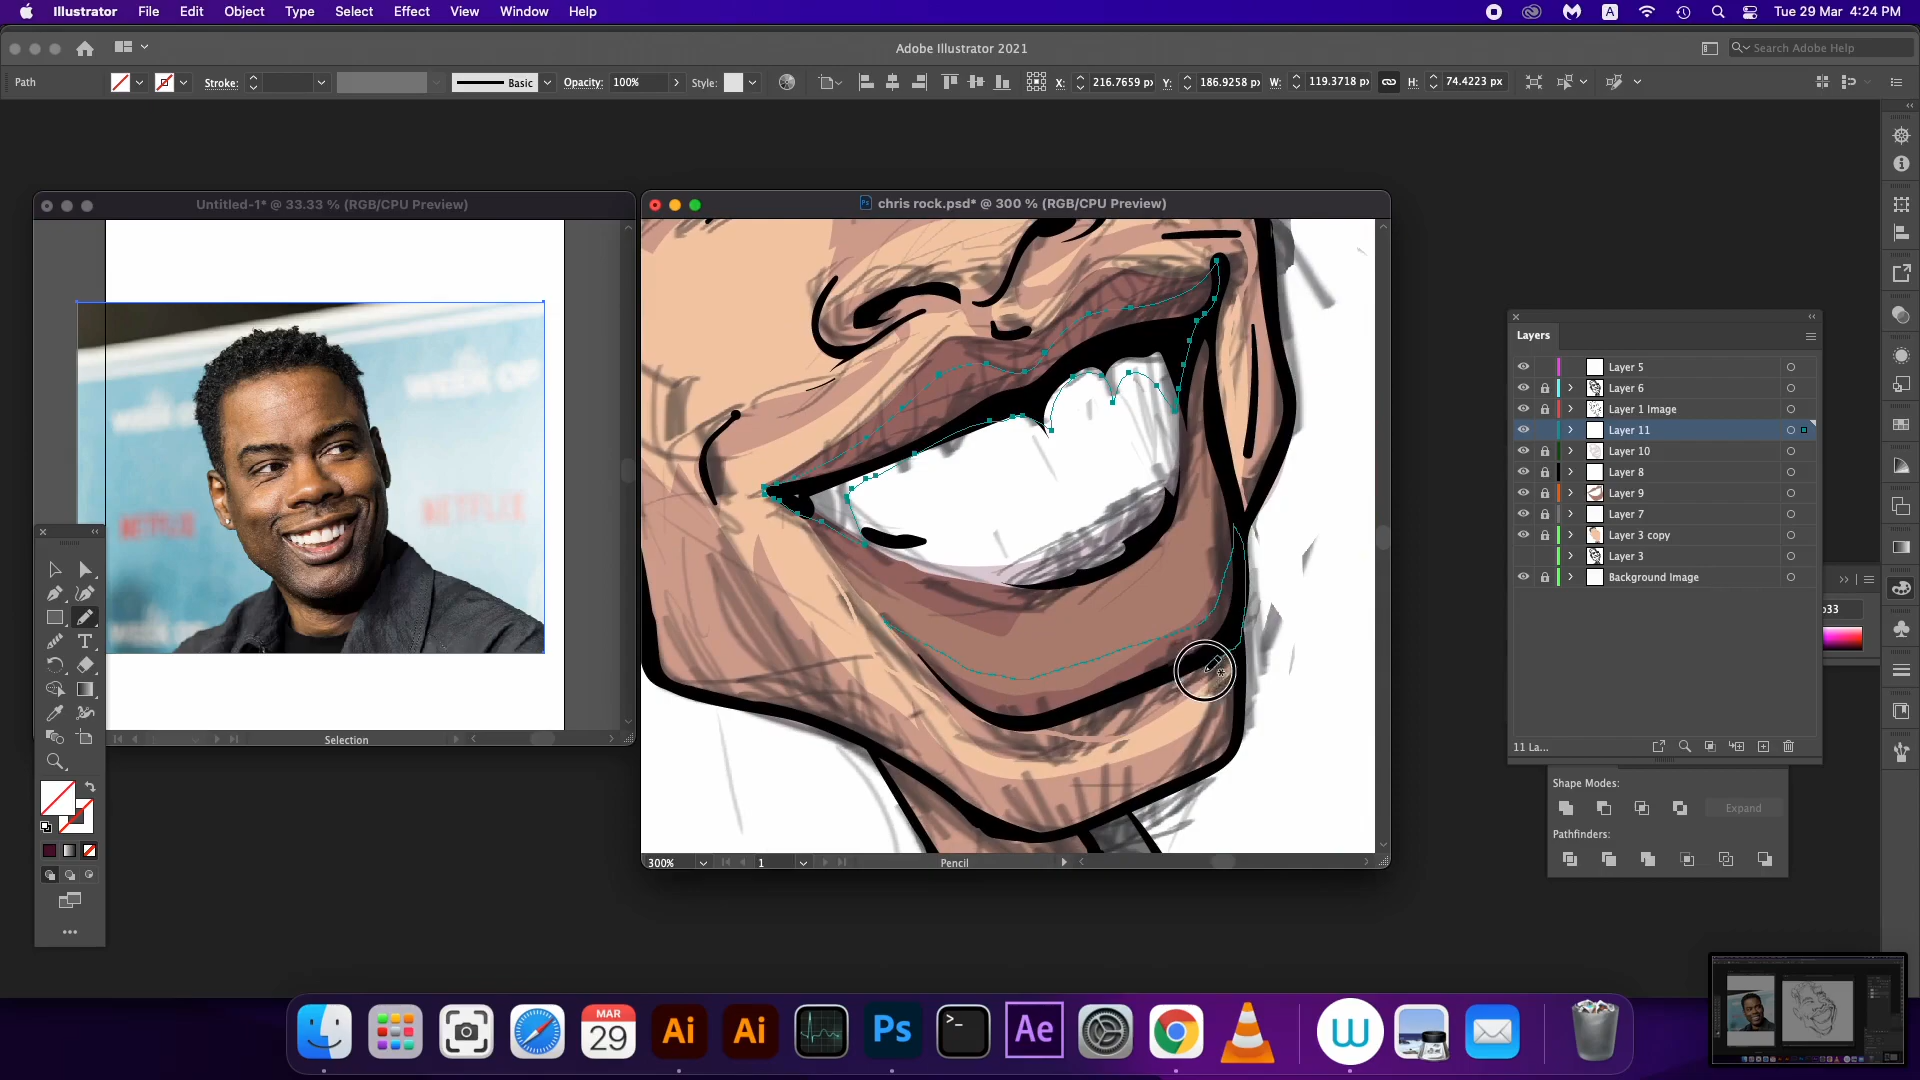 Illustrator File Edit Object Type Select Effect View Window Help
A
Tue 29 Mar 4:24 PM
Adobe Illustrator 2021
Search Adobe Help
Path
Stroke:
Basic
Opacity: 100%
Style:
X: 216.7659 px
Y: 186.9258 px
W: 119.3718 px
H: 74.4223 px
Untitled-1* @ 33.33 % (RGB/CPU Preview)
chris rock.psd* @ 300 % (RGB/CPU Preview)
NETFLIX
NETFLIX
Selection
300%
1
Pencil
Layers
Layer 5
Layer 6
Layer 1 Image
Layer 11
Layer 10
Layer 8
Layer 9
Layer 7
Layer 3 copy
Layer 3
Background Image
11 La...
Shape Modes:
Expand
Pathfinders:
MAR
29
Ai
Ai
Ps
Ae
W